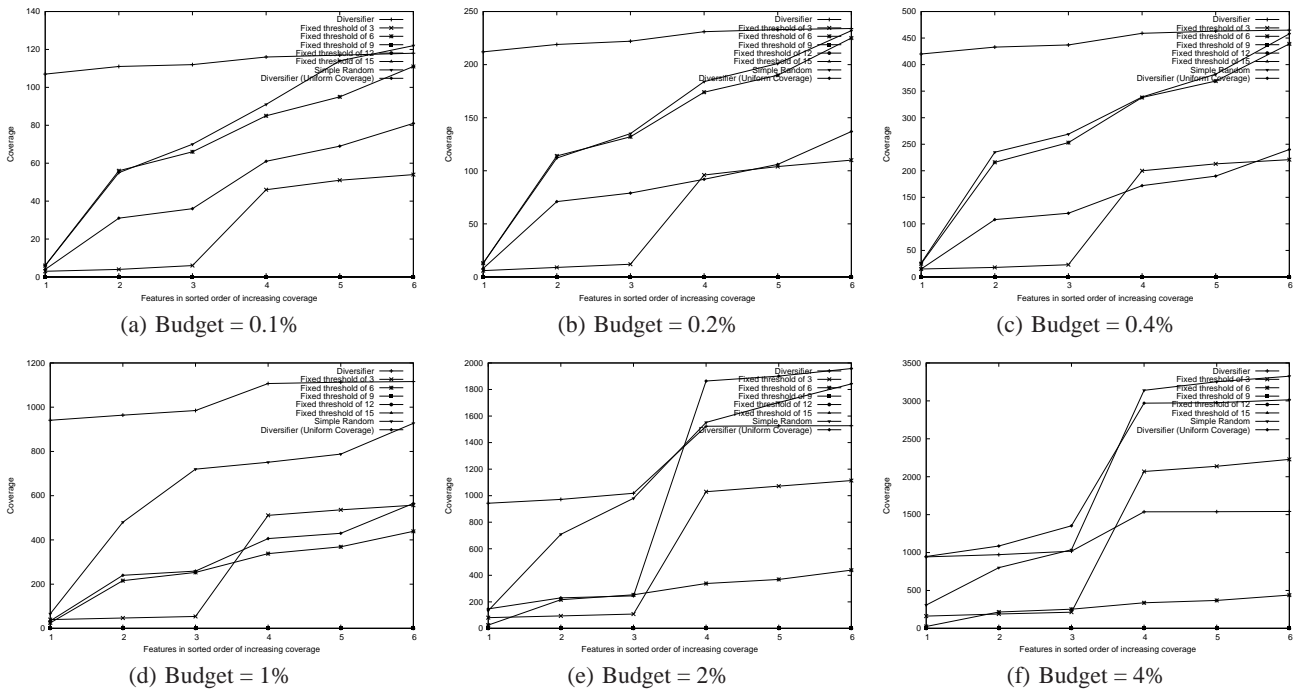 140
120
100
80
60
40
20
0
Coverage
1 2 3 4 5 6
Features in sorted order of increasing coverage
Diversifier
Fixed threshold of 3
Fixed threshold of 6
Fixed threshold of 9
Fixed threshold of 12
Fixed threshold of 15
Simple Random
Diversifier (Uniform Coverage)
(a) Budget = 0.1%
250
200
150
100
50
0
Coverage
1 2 3 4 5 6
Features in sorted order of increasing coverage
Diversifier
Fixed threshold of 3
Fixed threshold of 6
Fixed threshold of 9
Fixed threshold of 12
Fixed threshold of 15
Simple Random
Diversifier (Uniform Coverage)
(b) Budget = 0.2%
500
450
400
350
300
250
200
150
100
50
0
Coverage
1 2 3 4 5 6
Features in sorted order of increasing coverage
Diversifier
Fixed threshold of 3
Fixed threshold of 6
Fixed threshold of 9
Fixed threshold of 12
Fixed threshold of 15
Simple Random
Diversifier (Uniform Coverage)
(c) Budget = 0.4%
1200
1000
800
600
400
200
0
Coverage
1 2 3 4 5 6
Features in sorted order of increasing coverage
Diversifier
Fixed threshold of 3
Fixed threshold of 6
Fixed threshold of 9
Fixed threshold of 12
Fixed threshold of 15
Simple Random
Diversifier (Uniform Coverage)
(d) Budget = 1%
2000
1800
1600
1400
1200
1000
800
600
400
200
0
Coverage
1 2 3 4 5 6
Features in sorted order of increasing coverage
Diversifier
Fixed threshold of 3
Fixed threshold of 6
Fixed threshold of 9
Fixed threshold of 12
Fixed threshold of 15
Simple Random
Diversifier (Uniform Coverage)
(e) Budget = 2%
3500
3000
2500
2000
1500
1000
500
0
Coverage
1 2 3 4 5 6
Features in sorted order of increasing coverage
Diversifier
Fixed threshold of 3
Fixed threshold of 6
Fixed threshold of 9
Fixed threshold of 12
Fixed threshold of 15
Simple Random
Diversifier (Uniform Coverage)
(f) Budget = 4%